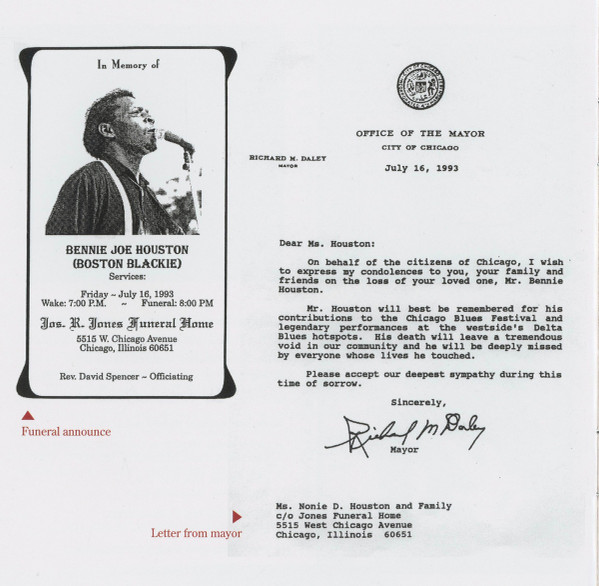 In Memory of
BENNIE JOE HOUSTON
(BOSTON BLACKIE)
Services:
Friday ~ July 16, 1993
Wake: 7:00 P.M. ~ Funeral: 8:00 PM
Jos. R. Jones Funeral Home
5515 W. Chicago Avenue
Chicago, Illinois 60651
Rev. David Spencer ~ Officiating
Funeral announce
OFFICE OF THE MAYOR
CITY OF CHICAGO
RICHARD M. DALEY
MAYOR
July 16, 1993
Dear Ms. Houston:
On behalf of the citizens of Chicago, I wish
to express my condolences to you, your family and
friends on the loss of your loved one, Mr. Bennie
Houston.
Mr. Houston will best be remembered for his
contributions to the Chicago Blues Festival and
legendary performances at the westside's Delta
Blues hotspots. His death will leave a tremendous
void in our community and he will be deeply missed
by everyone whose lives he touched.
Please accept our deepest sympathy during this
time of sorrow.
Sincerely,
Richard M. Daley
Mayor
Ms. Nonie D. Houston and Family
c/o Jones Funeral Home
5515 West Chicago Avenue
Chicago, Illinois 60651
Letter from mayor